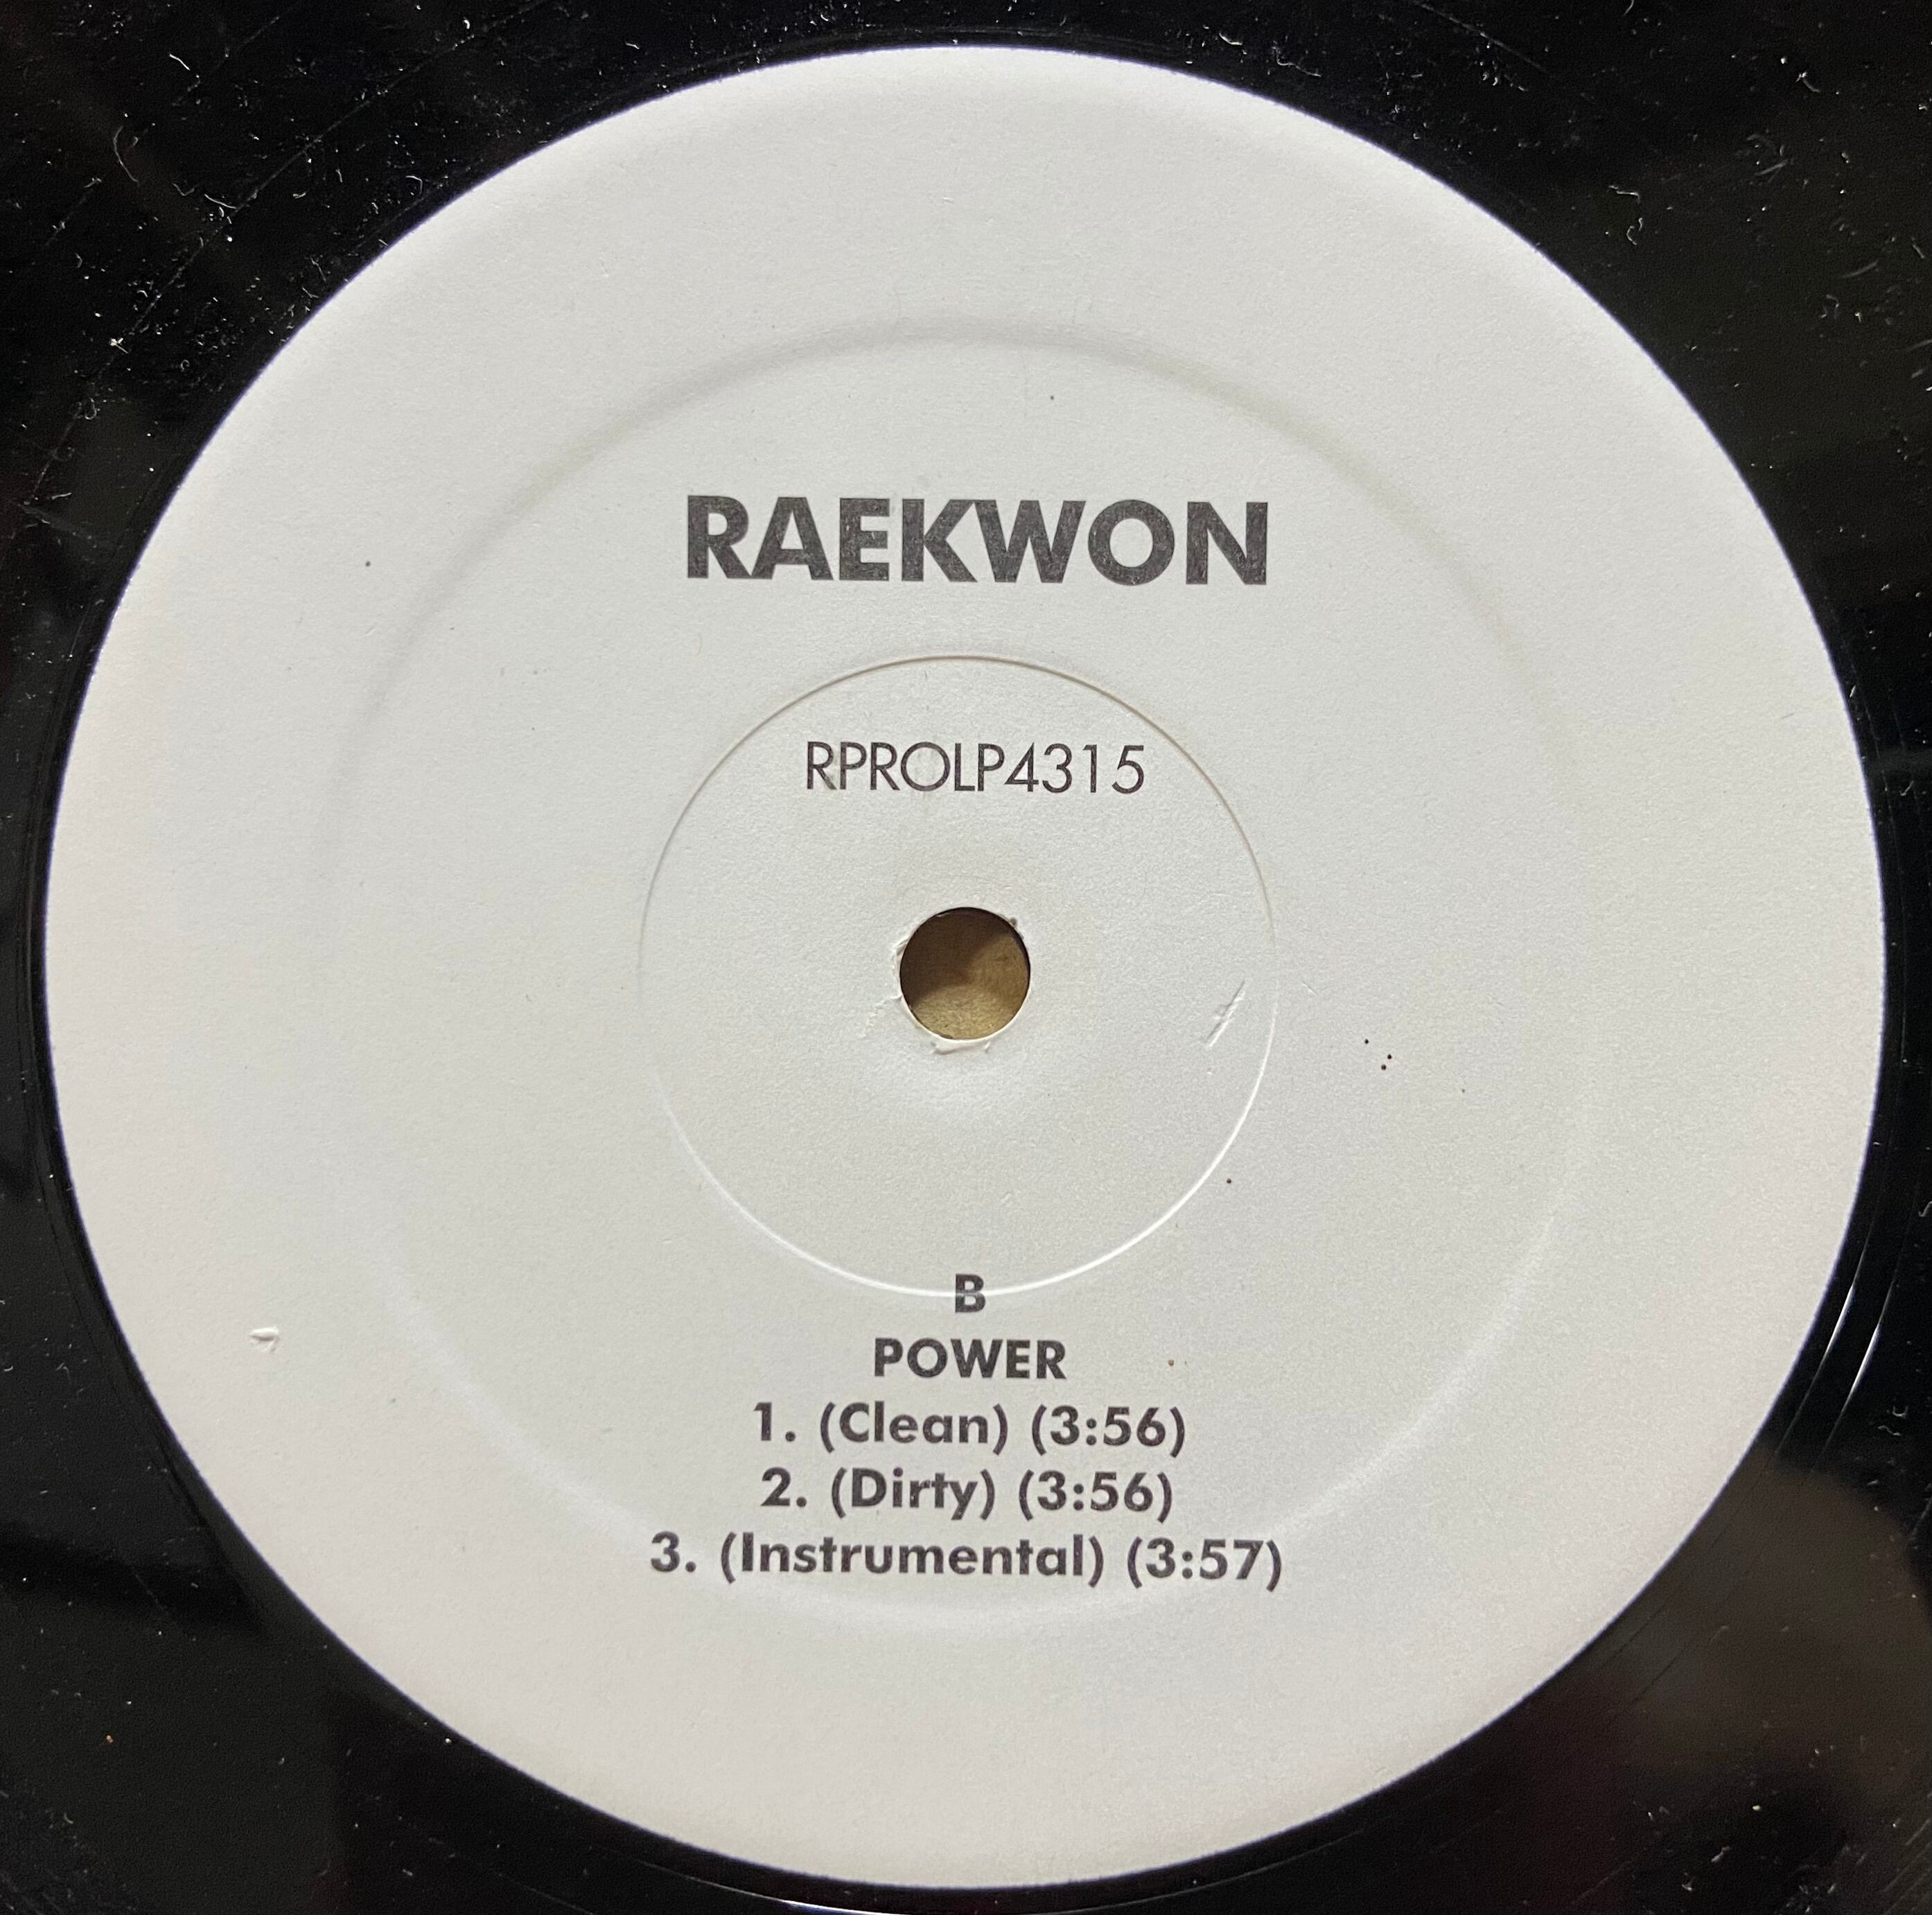 RAEKWON
RPROLP4315
B
POWER
1. (Clean) (3:56)
2. (Dirty) (3:56)
3. (Instrumental) (3:57)